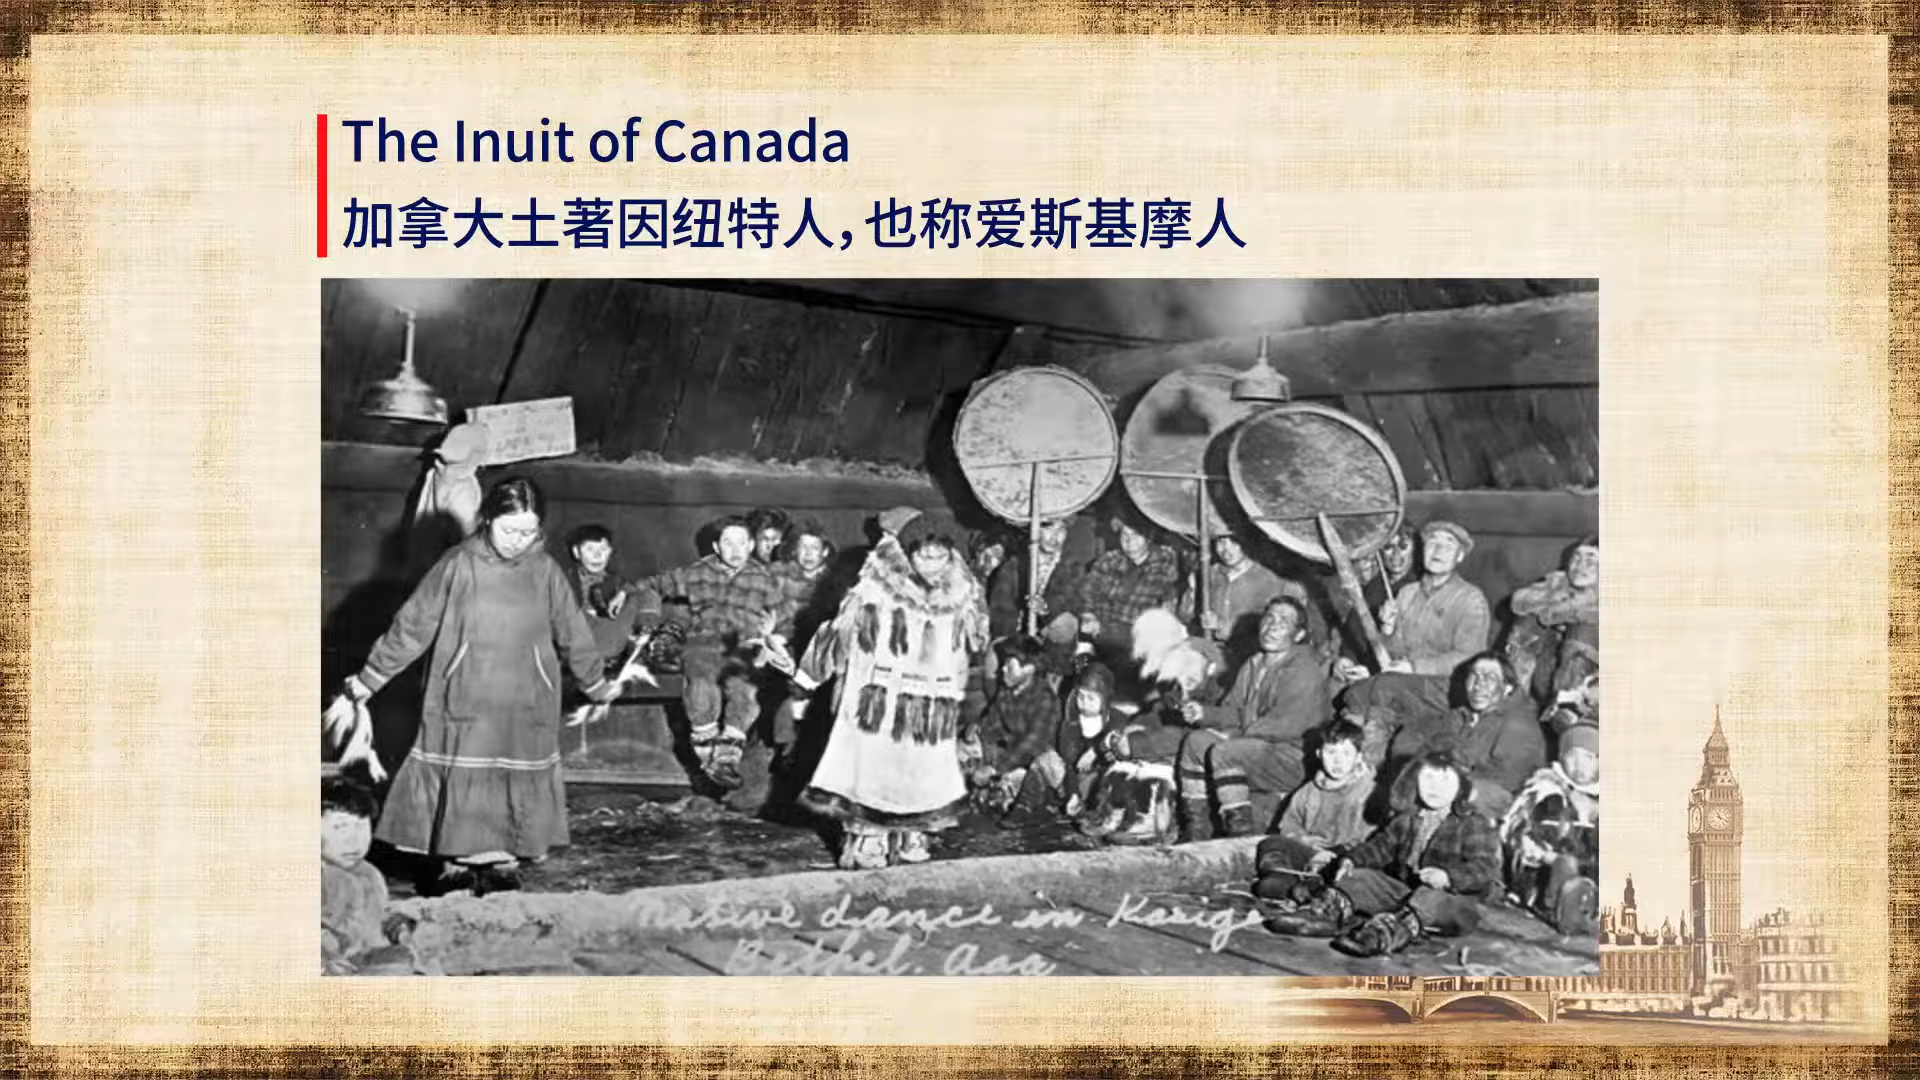 The Inuit of Canada
加拿大土著因纽特人，也称爱斯基摩人
Native dance in Kasige
Bethel.